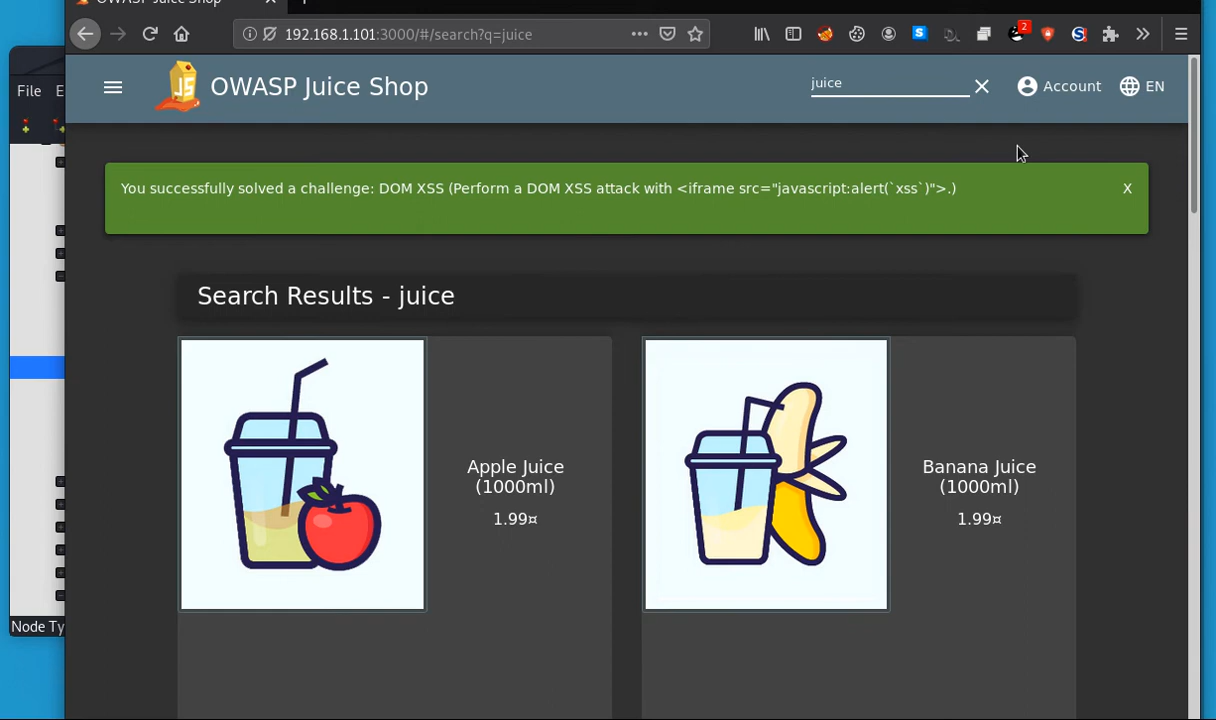 OWASP Juice Shop
192.168.1.101:3000/#/search?q=juice
2
S
S
File E
JS
OWASP Juice Shop
juice
Account
EN
You successfully solved a challenge: DOM XSS (Perform a DOM XSS attack with <iframe src="javascript:alert(`xss`)">.)
X
Search Results - juice
Apple Juice
(1000ml)
1.99¤
Banana Juice
(1000ml)
1.99¤
Node Ty